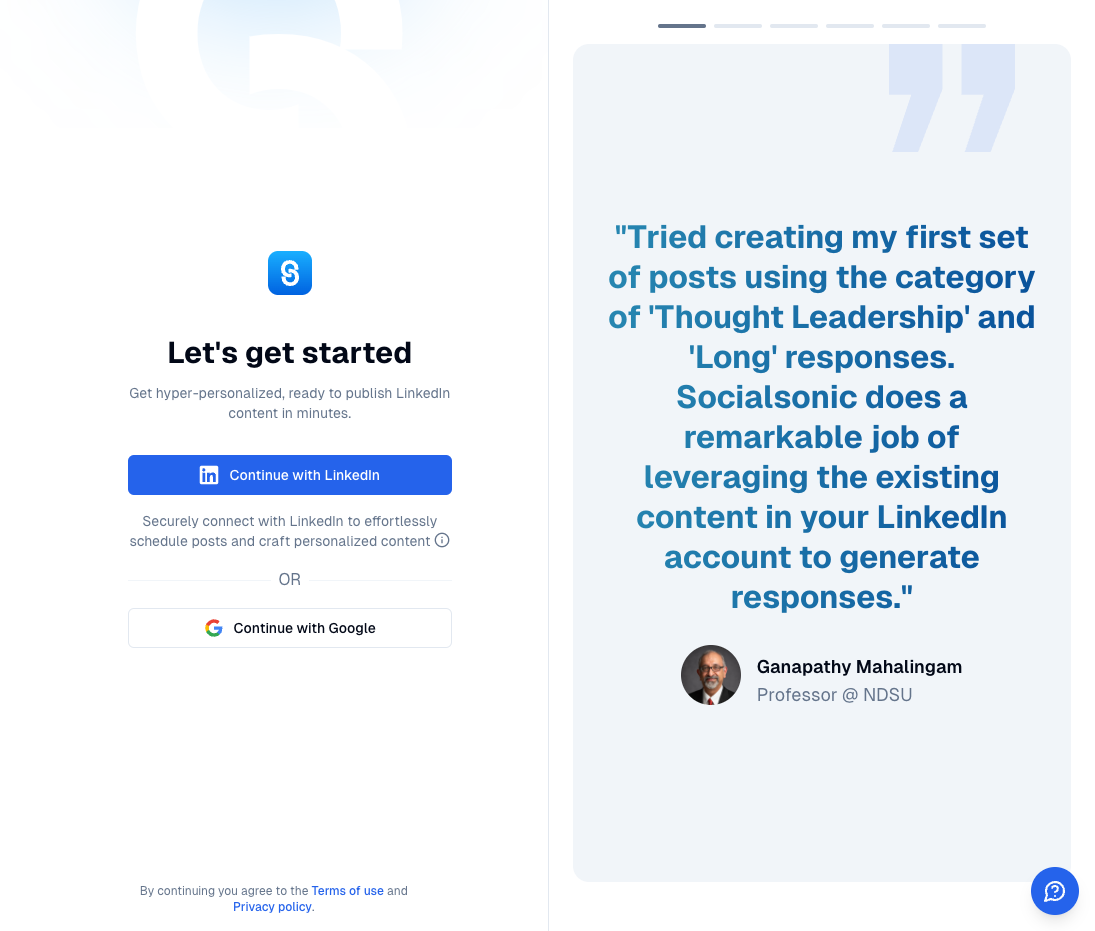 Let's get started
Get hyper-personalized, ready to publish LinkedIn
content in minutes.
Continue with LinkedIn
Securely connect with LinkedIn to effortlessly
schedule posts and craft personalized content
OR
Continue with Google
By continuing you agree to the Terms of use and
Privacy policy.
"Tried creating my first set
of posts using the category
of 'Thought Leadership' and
'Long' responses.
Socialsonic does a
remarkable job of
leveraging the existing
content in your LinkedIn
account to generate
responses."
Ganapathy Mahalingam
Professor @ NDSU